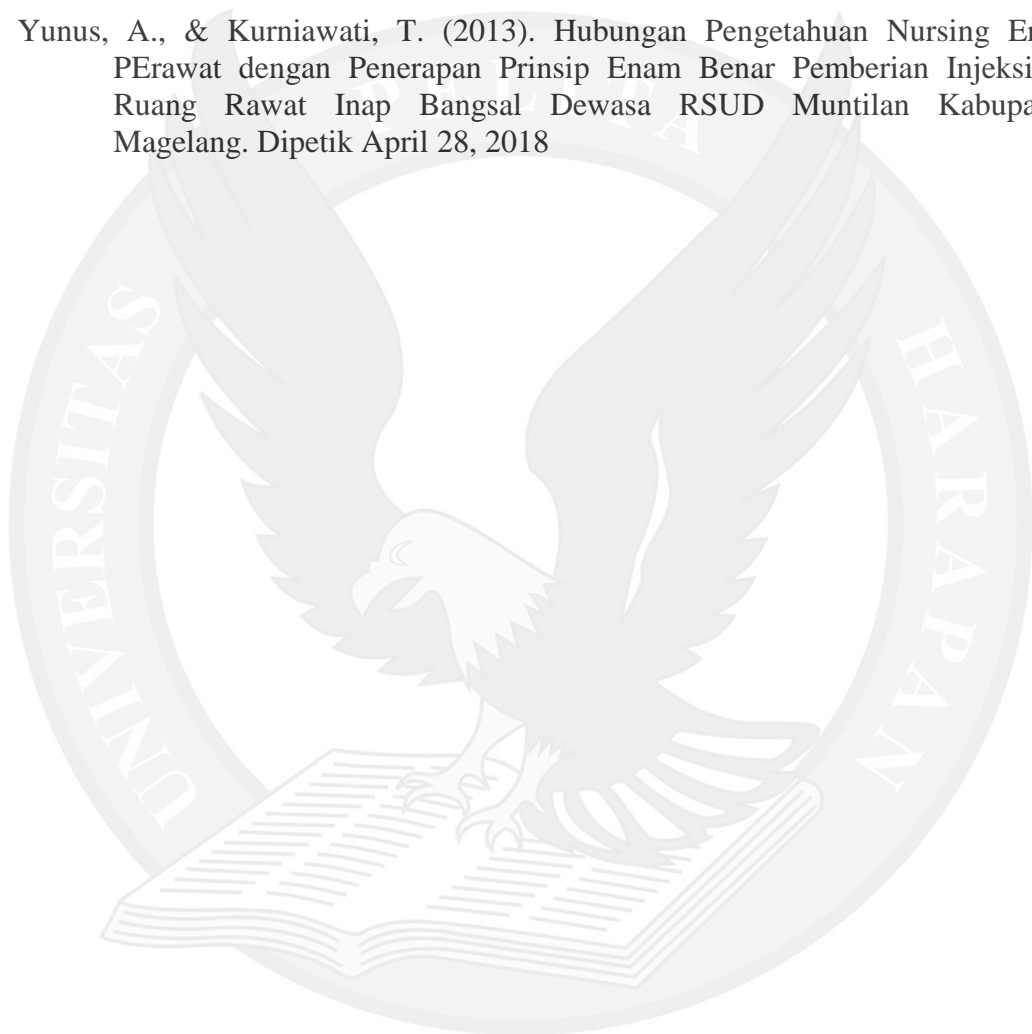 Yunus, A., & Kurniawati, T. (2013). Hubungan Pengetahuan Nursing
PErawat dengan Penerapan Prinsip Enam Benar Pemberian Injeksi
Ruang Rawat Inap Bangsal Dewasa RSUD Muntilan
Magelang. Dipetik April 28, 2018
UNIVERSITAS PELITA HARAPAN